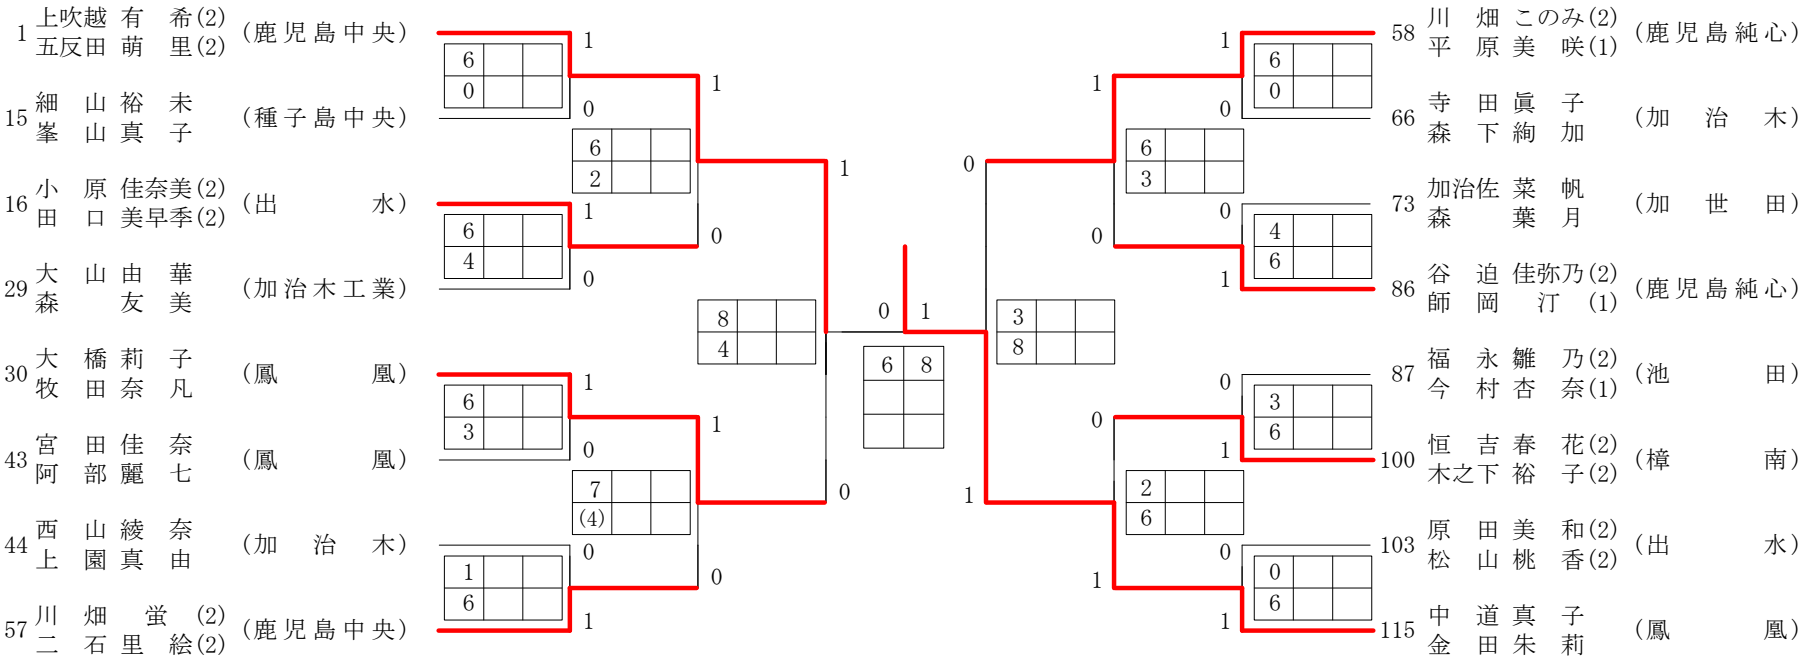 1 上吹越 有 希(2) (鹿児島中央)
五反田 萌 里(2)
15 細 山 裕 未 (種子島中央)
峯 山 真 子
16 小 原 佳奈美(2) (出 水)
田 口 美早季(2)
29 大 山 由 華 (加治木工業)
森 友 美
30 大 橋 莉 子 (鳳 凰)
牧 田 奈 凡
43 宮 田 佳 奈 (鳳 凰)
阿 部 麗 七
44 西 山 綾 奈 (加 治 木)
上 園 真 由
57 川 畑 蛍 (2) (鹿児島中央)
二 石 里 絵(2)
1
6
0
0
1
6
4
0
1
6
3
0
0
1
6
1
1
6
2
0
1
7
(4)
0
1
8
4
0
0 1
6 8
0
3
8
1
1
6
3
0
0
2
6
1
1
6
0
0
0
4
6
1
0
3
6
1
0
0
6
1
58 川 畑 このみ(2) (鹿児島純心)
平 原 美 咲(1)
66 寺 田 眞 子 (加 治 木)
森 下 絢 加
73 加治佐 菜 帆 (加 世 田)
森 葉 月
86 谷 迫 佳弥乃(2) (鹿児島純心)
師 岡 汀 (1)
87 福 永 雛 乃(2) (池 田)
今 村 杏 奈(1)
100 恒 吉 春 花(2) (樟 南)
木之下 裕 子(2)
103 原 田 美 和(2) (出 水)
松 山 桃 香(2)
115 中 道 真 子 (鳳 凰)
金 田 朱 莉